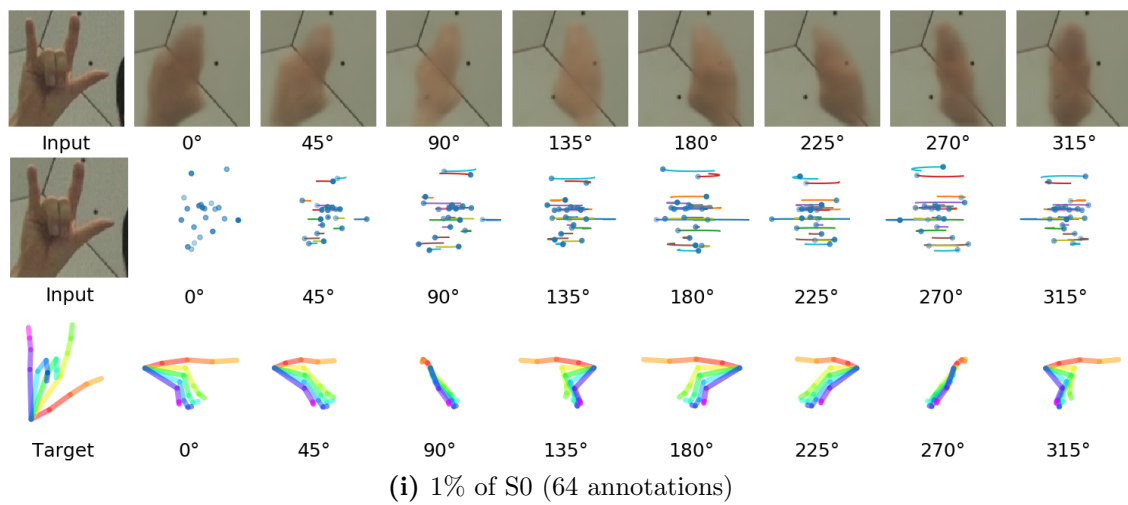 Input 0° 45° 90° 135° 180° 225° 270° 315°
Input 0° 45° 90° 135° 180° 225° 270° 315°
Target 0° 45° 90° 135° 180° 225° 270° 315°
(i) 1% of S0 (64 annotations)